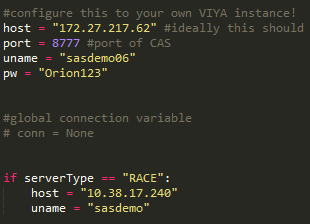 #configure this to your own VIYA instance!
host = "172.27.217.62" #ideally this should
port = 8777 #port of CAS
uname = "sasdemo06"
pw = "Orion123"
#global connection variable
# conn = None
if serverType == "RACE":
host = "10.38.17.240"
uname = "sasdemo"